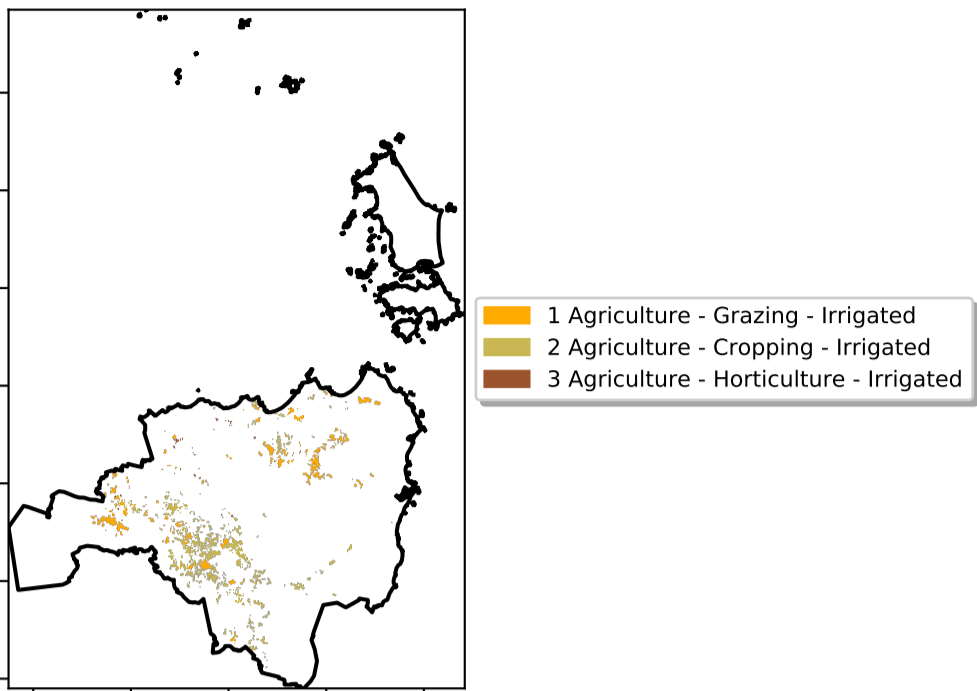 1 Agriculture - Grazing - Irrigated
2 Agriculture - Cropping - Irrigated
3 Agriculture - Horticulture - Irrigated